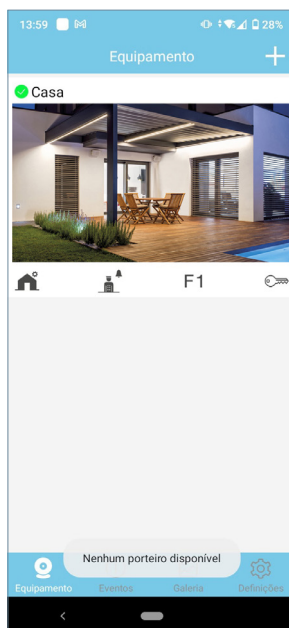 13:59 28%
Equipamento
Casa
F1
Nenhum porteiro disponível
Equipamento Eventos Galeria Definições